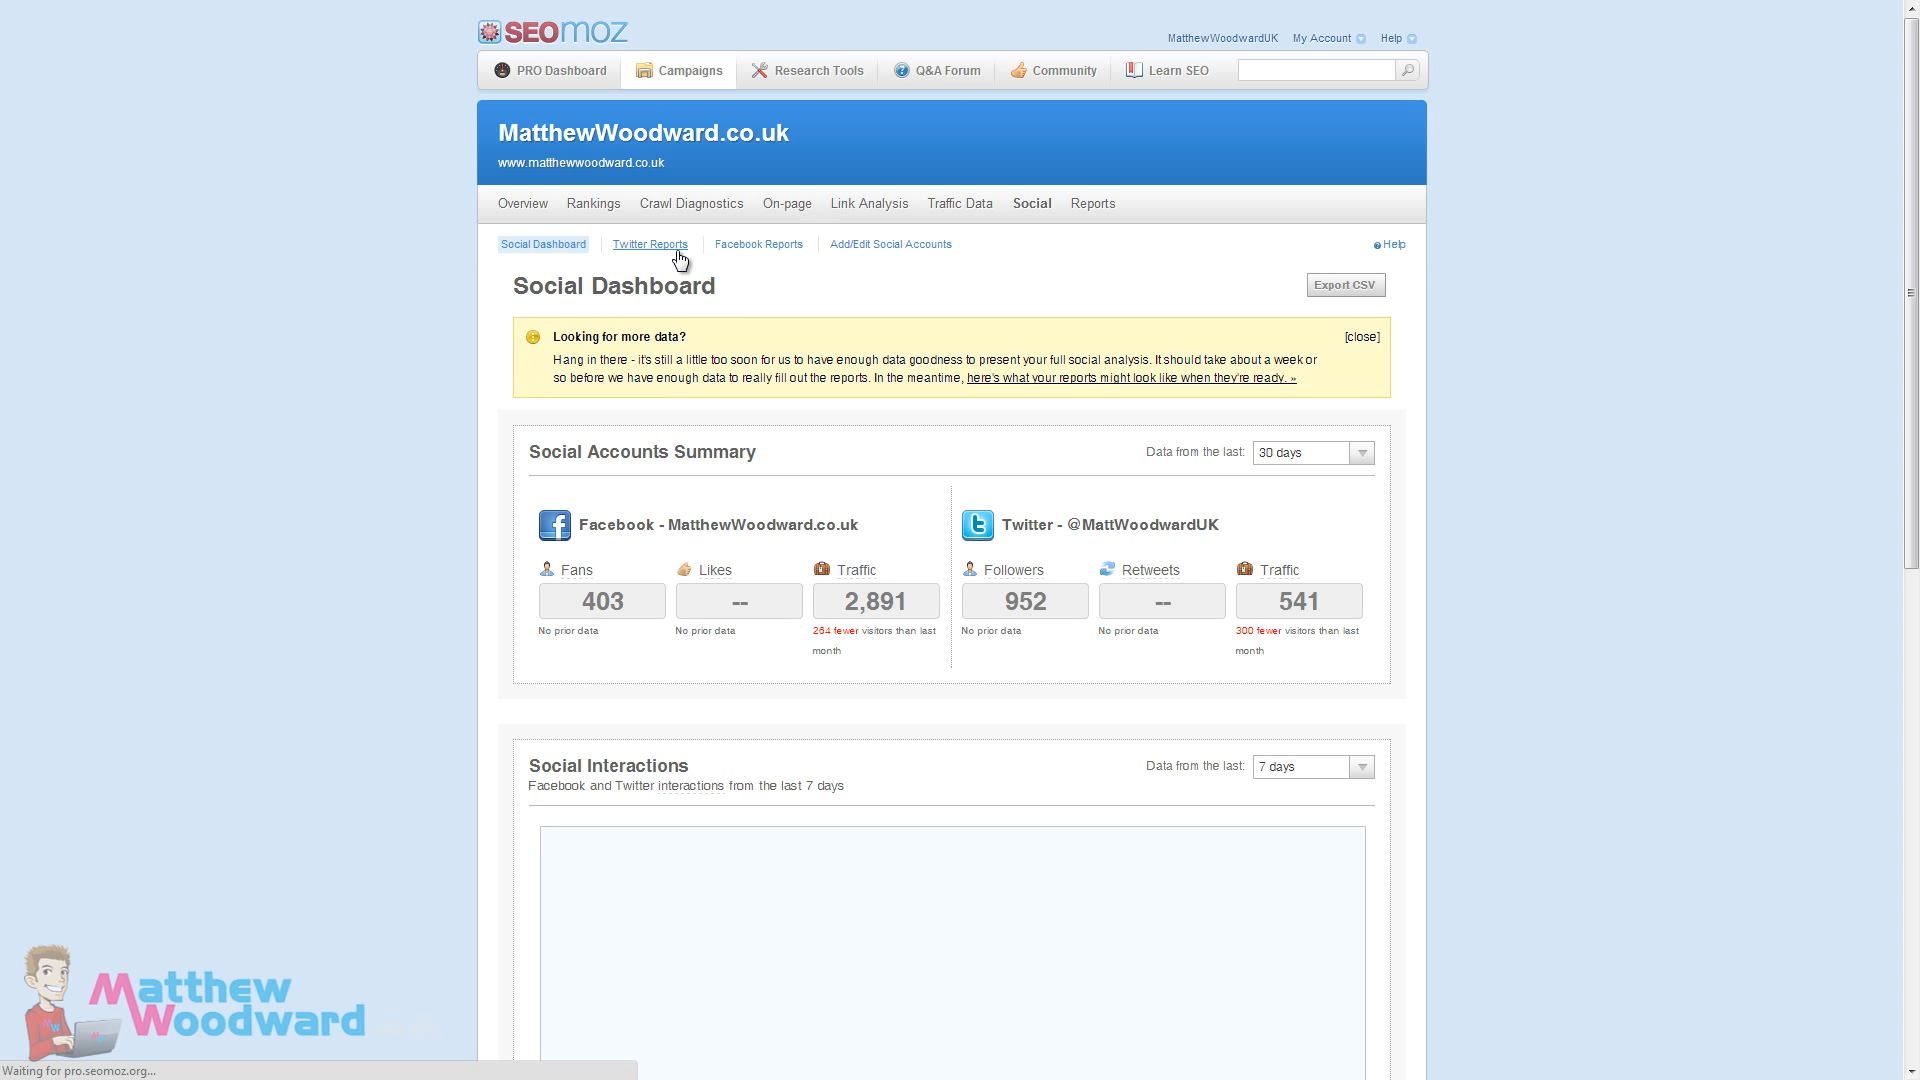 SEOmoz
MatthewWoodwardUK My Account Help
PRO Dashboard Campaigns Research Tools Q&A Forum Community Learn SEO
MatthewWoodward.co.uk
www.matthewwoodward.co.uk
Overview Rankings Crawl Diagnostics On-page Link Analysis Traffic Data Social Reports
Social Dashboard Twitter Reports Facebook Reports Add/Edit Social Accounts Help
Social Dashboard Export CSV
Looking for more data? [close]
Hang in there - it's still a little too soon for us to have enough data goodness to present your full social analysis. It should take about a week or
so before we have enough data to really fill out the reports. In the meantime, here's what your reports might look like when they're ready. »
Social Accounts Summary Data from the last: 30 days
Facebook - MatthewWoodward.co.uk Twitter - @MattWoodwardUK
Fans Likes Traffic Followers Retweets Traffic
403 -- 2,891 952 -- 541
No prior data No prior data 264 fewer visitors than last No prior data No prior data 300 fewer visitors than last
month month
Social Interactions Data from the last: 7 days
Facebook and Twitter interactions from the last 7 days
Matthew
Woodward
Waiting for pro.seomoz.org...